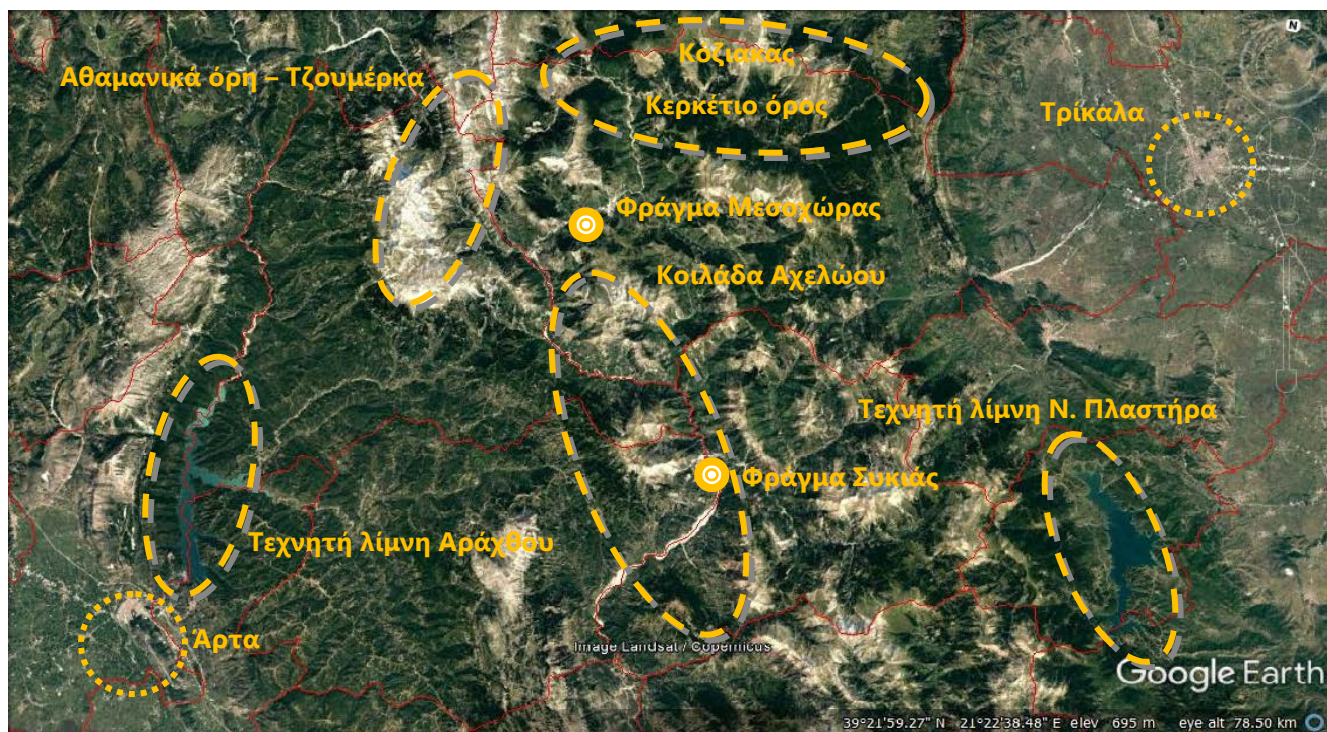 N
Κόζιακας
Αθαμανικά όρη – Τζουμέρκα
Κερκέτιο όρος
Τρίκαλα
Φράγμα Μεσοχώρας
Κοιλάδα Αχελώου
Τεχνητή λίμνη Ν. Πλαστήρα
Φράγμα Συκιάς
Τεχνητή λίμνη Αράχθου
Άρτα
Image Landsat / Copernicus
Google Earth
39°21'59.27" N 21°22'38.48" E elev 695 m eye alt 78.50 km